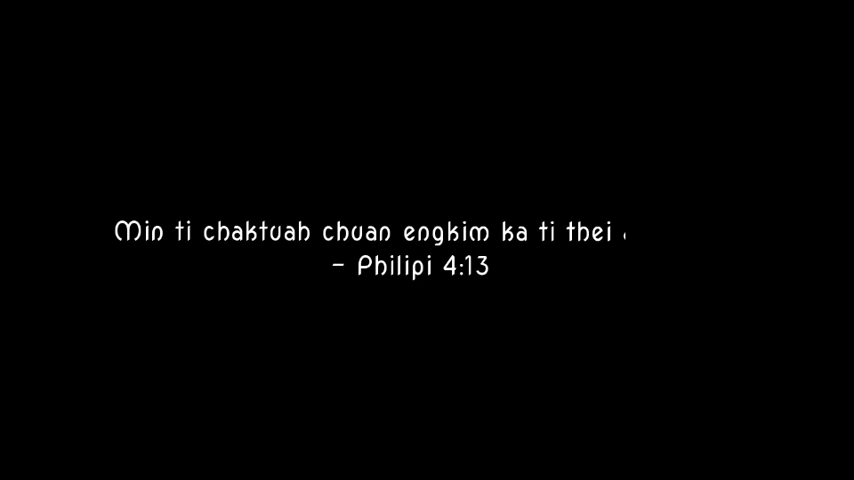 Min ti chaktuah chuan engkim ka ti thei
– Philipi 4:13